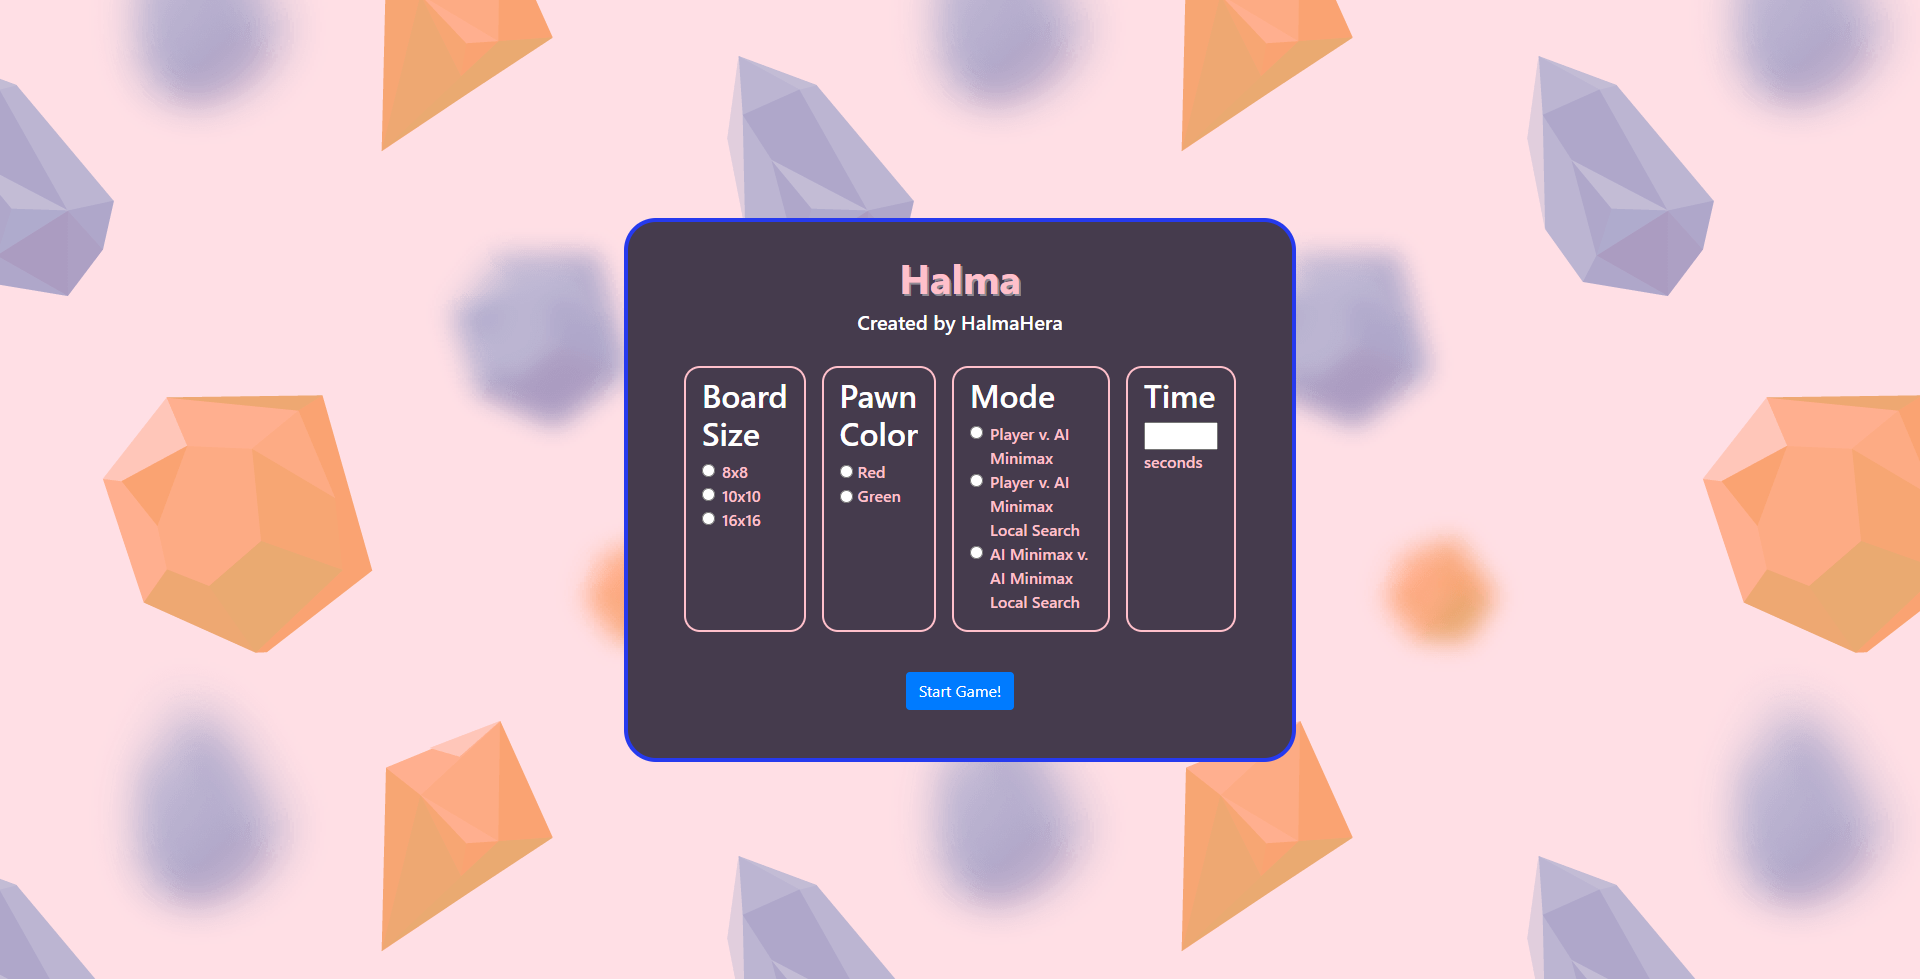 Halma
Created by HalmaHera
Board
Size
8x8
10x10
16x16
Pawn
Color
Red
Green
Mode
Player v. AI
Minimax
Player v. AI
Minimax
Local Search
AI Minimax v.
AI Minimax
Local Search
Time
seconds
Start Game!